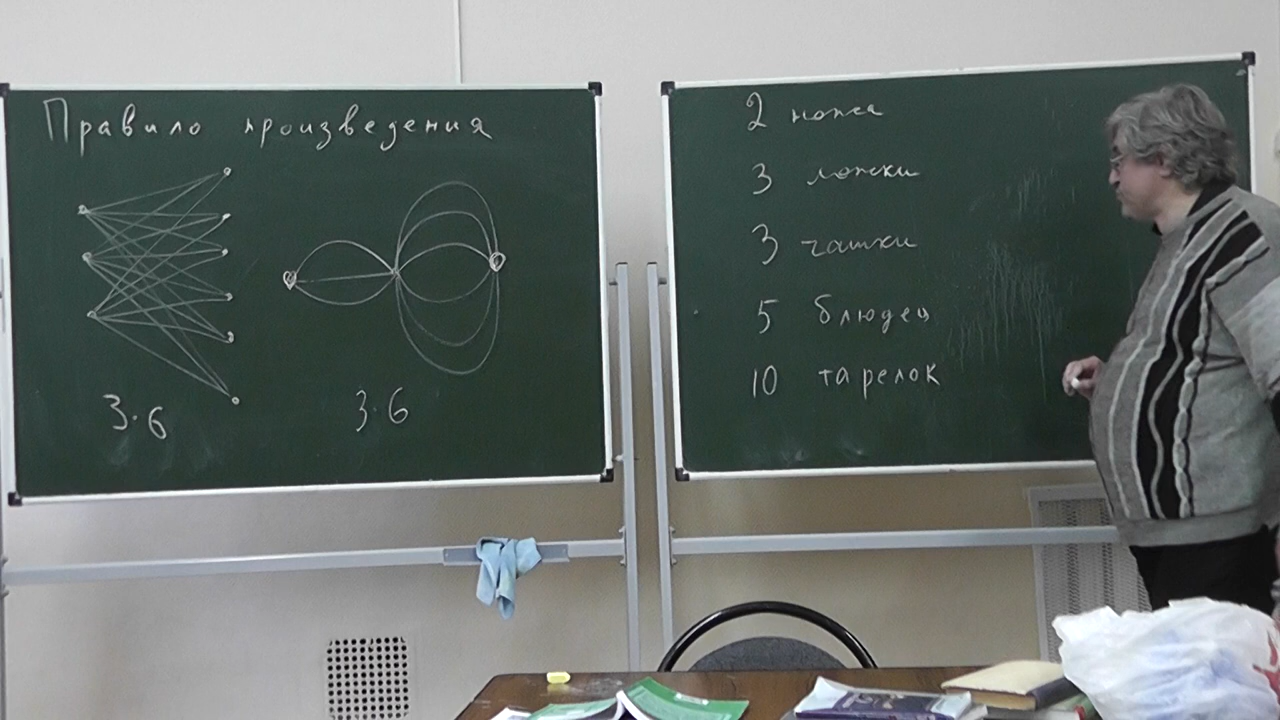 Правило произведения
3·6
3·6
2 ножа
3 ложки
3 чашки
5 блюдец
10 тарелок